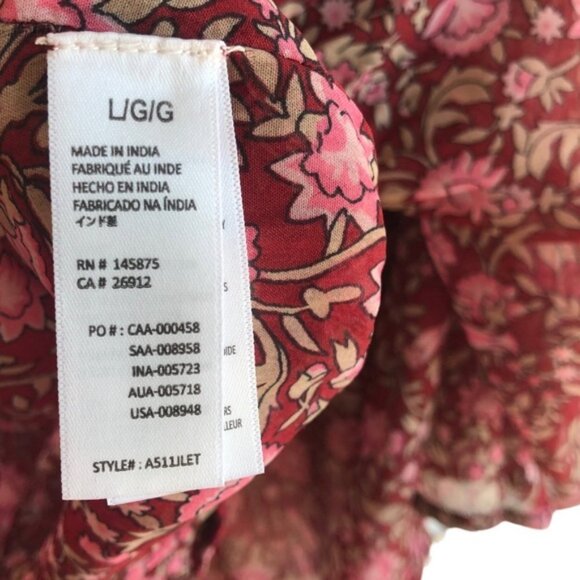 L/G/G
MADE IN INDIA
FABRIQUÉ AU INDE
HECHO EN INDIA
FABRICADO NA ÍNDIA
インド製
RN # 145875
CA # 26912
PO # : CAA-000458
SAA-008958
INA-005723
AUA-005718
USA-008948
STYLE# : A511JLET